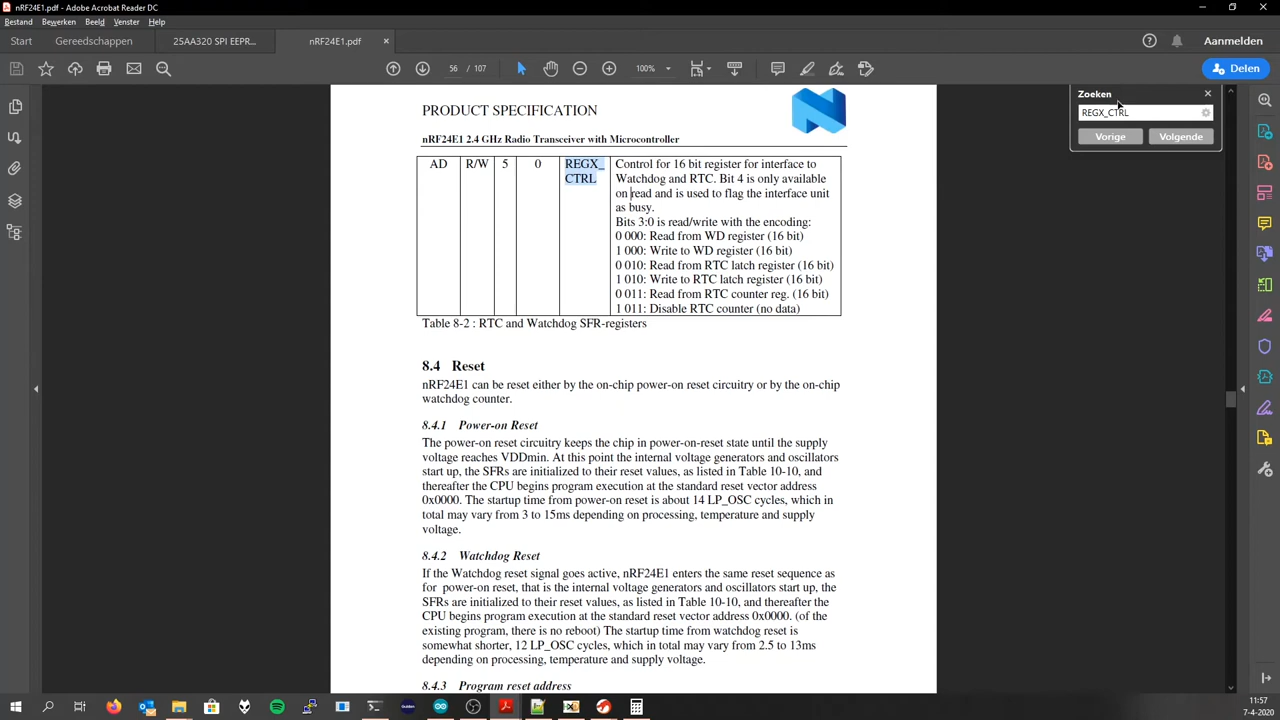 nRF24E1.pdf - Adobe Acrobat Reader DC
Bestand Bewerken Beeld Venster Help
Start Gereedschappen 25AA320 SPI EEPR... nRF24E1.pdf × Aanmelden
56 / 107 100% Delen
Zoeken
REGX_CTRL
Vorige Volgende
PRODUCT SPECIFICATION
nRF24E1 2.4 GHz Radio Transceiver with Microcontroller
AD R/W 5 0 REGX_ Control for 16 bit register for interface to
CTRL Watchdog and RTC. Bit 4 is only available
on read and is used to flag the interface unit
as busy.
Bits 3:0 is read/write with the encoding:
0 000: Read from WD register (16 bit)
1 000: Write to WD register (16 bit)
0 010: Read from RTC latch register (16 bit)
1 010: Write to RTC latch register (16 bit)
0 011: Read from RTC counter reg. (16 bit)
1 011: Disable RTC counter (no data)
Table 8-2 : RTC and Watchdog SFR-registers
8.4 Reset
nRF24E1 can be reset either by the on-chip power-on reset circuitry or by the on-chip
watchdog counter.
8.4.1 Power-on Reset
The power-on reset circuitry keeps the chip in power-on-reset state until the supply
voltage reaches VDDmin. At this point the internal voltage generators and oscillators
start up, the SFRs are initialized to their reset values, as listed in Table 10-10, and
thereafter the CPU begins program execution at the standard reset vector address
0x0000. The startup time from power-on reset is about 14 LP_OSC cycles, which in
total may vary from 3 to 15ms depending on processing, temperature and supply
voltage.
8.4.2 Watchdog Reset
If the Watchdog reset signal goes active, nRF24E1 enters the same reset sequence as
for power-on reset, that is the internal voltage generators and oscillators start up, the
SFRs are initialized to their reset values, as listed in Table 10-10, and thereafter the
CPU begins program execution at the standard reset vector address 0x0000. (of the
existing program, there is no reboot) The startup time from watchdog reset is
somewhat shorter, 12 LP_OSC cycles, which in total may vary from 2.5 to 13ms
depending on processing, temperature and supply voltage.
8.4.3 Program reset address
11:57
7-4-2020